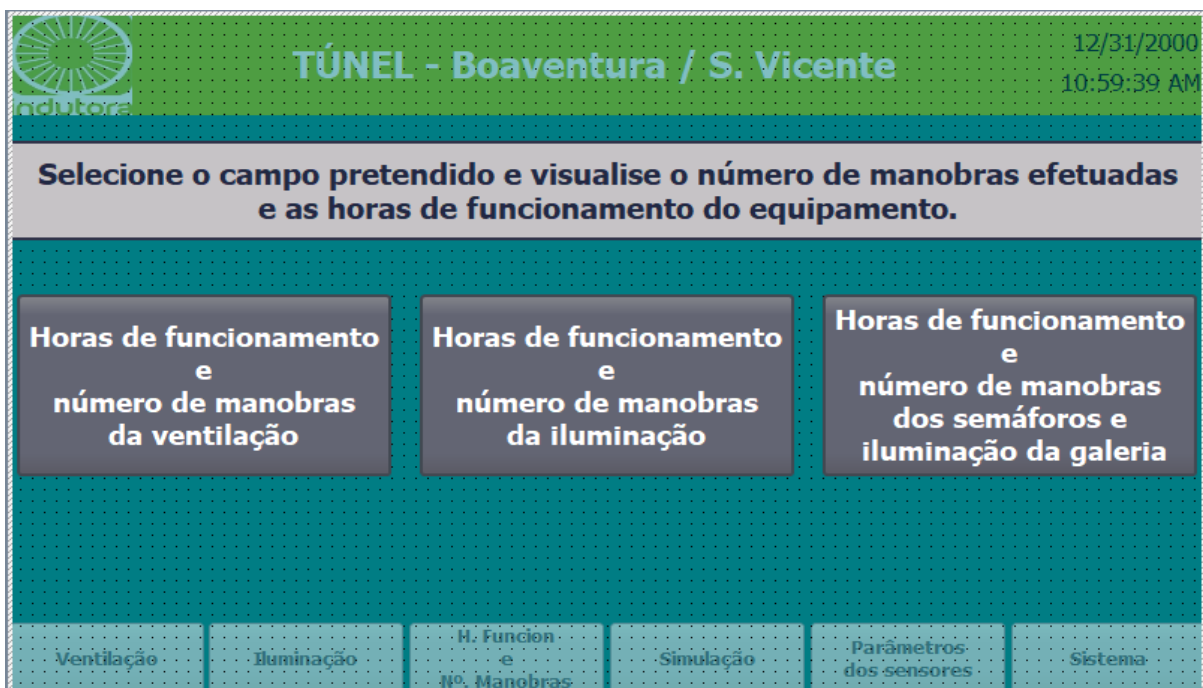 TÚNEL - Boaventura / S. Vicente
12/31/2000
10:59:39 AM
ndutora
Selecione o campo pretendido e visualise o número de manobras efetuadas
e as horas de funcionamento do equipamento.
Horas de funcionamento
e
número de manobras
da ventilação
Horas de funcionamento
e
número de manobras
da iluminação
Horas de funcionamento
e
número de manobras
dos semáforos e
iluminação da galeria
Ventilação
Iluminação
H. Funcion
e
Nº. Manobras
Simulação
Parâmetros
dos sensores
Sistema